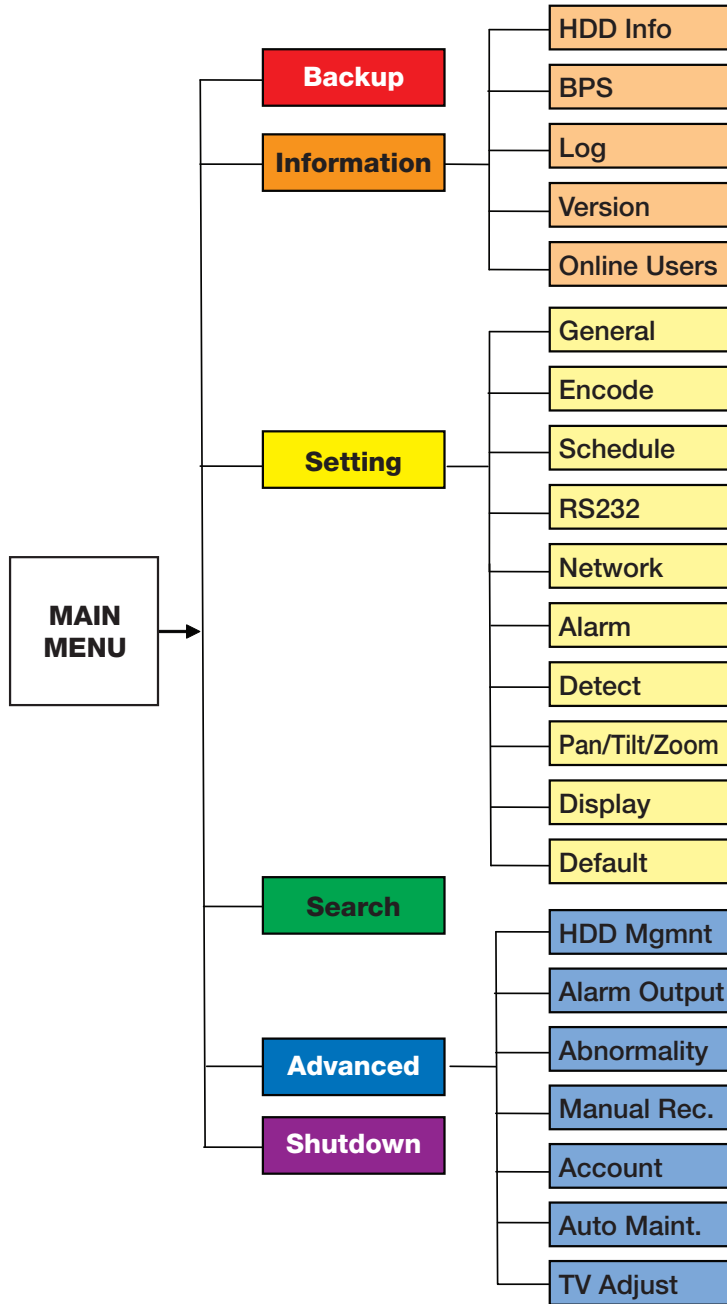 MAIN
MENU
Backup
Information
HDD Info
BPS
Log
Version
Online Users
Setting
General
Encode
Schedule
RS232
Network
Alarm
Detect
Pan/Tilt/Zoom
Display
Default
Search
Advanced
HDD Mgmnt
Alarm Output
Abnormality
Manual Rec.
Account
Auto Maint.
TV Adjust
Shutdown